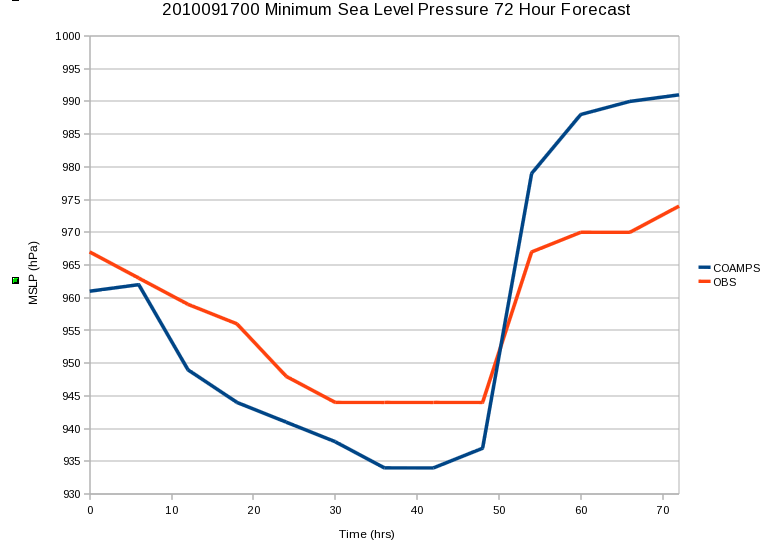 2010091700 Minimum Sea Level Pressure 72 Hour Forecast
1000
995
990
985
980
975
970
965
960
955
950
945
940
935
930
MSLP (hPa)
0 10 20 30 40 50 60 70
Time (hrs)
COAMPS
OBS